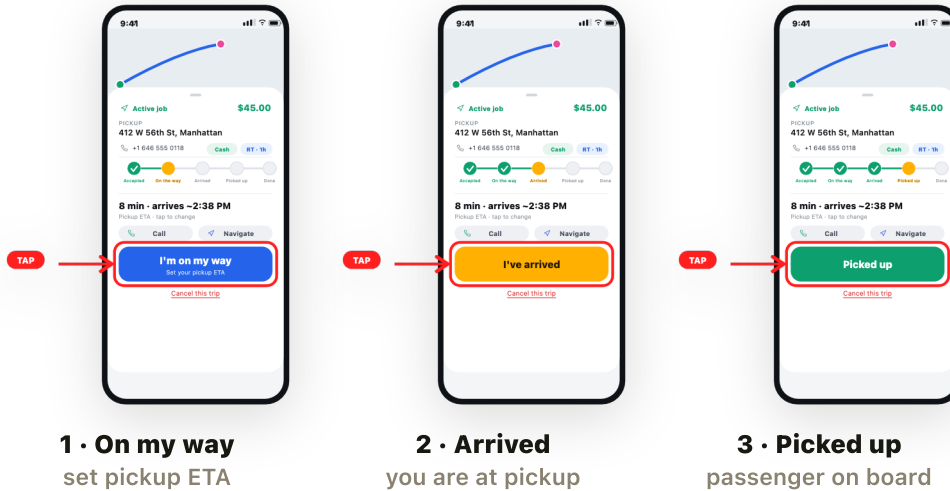 9:41
Active job $45.00
PICKUP
412 W 56th St, Manhattan
+1 646 555 0118 Cash RT · 1h
Accepted On the way Arrived Picked up Done
8 min · arrives ~2:38 PM
Pickup ETA · tap to change
Call Navigate
TAP
I'm on my way
Set your pickup ETA
Cancel this trip
1 · On my way
set pickup ETA
9:41
Active job $45.00
PICKUP
412 W 56th St, Manhattan
+1 646 555 0118 Cash RT · 1h
Accepted On the way Arrived Picked up Done
8 min · arrives ~2:38 PM
Pickup ETA · tap to change
Call Navigate
TAP
I've arrived
Cancel this trip
2 · Arrived
you are at pickup
9:41
Active job $45.00
PICKUP
412 W 56th St, Manhattan
+1 646 555 0118 Cash RT · 1h
Accepted On the way Arrived Picked up Done
8 min · arrives ~2:38 PM
Pickup ETA · tap to change
Call Navigate
TAP
Picked up
Cancel this trip
3 · Picked up
passenger on board